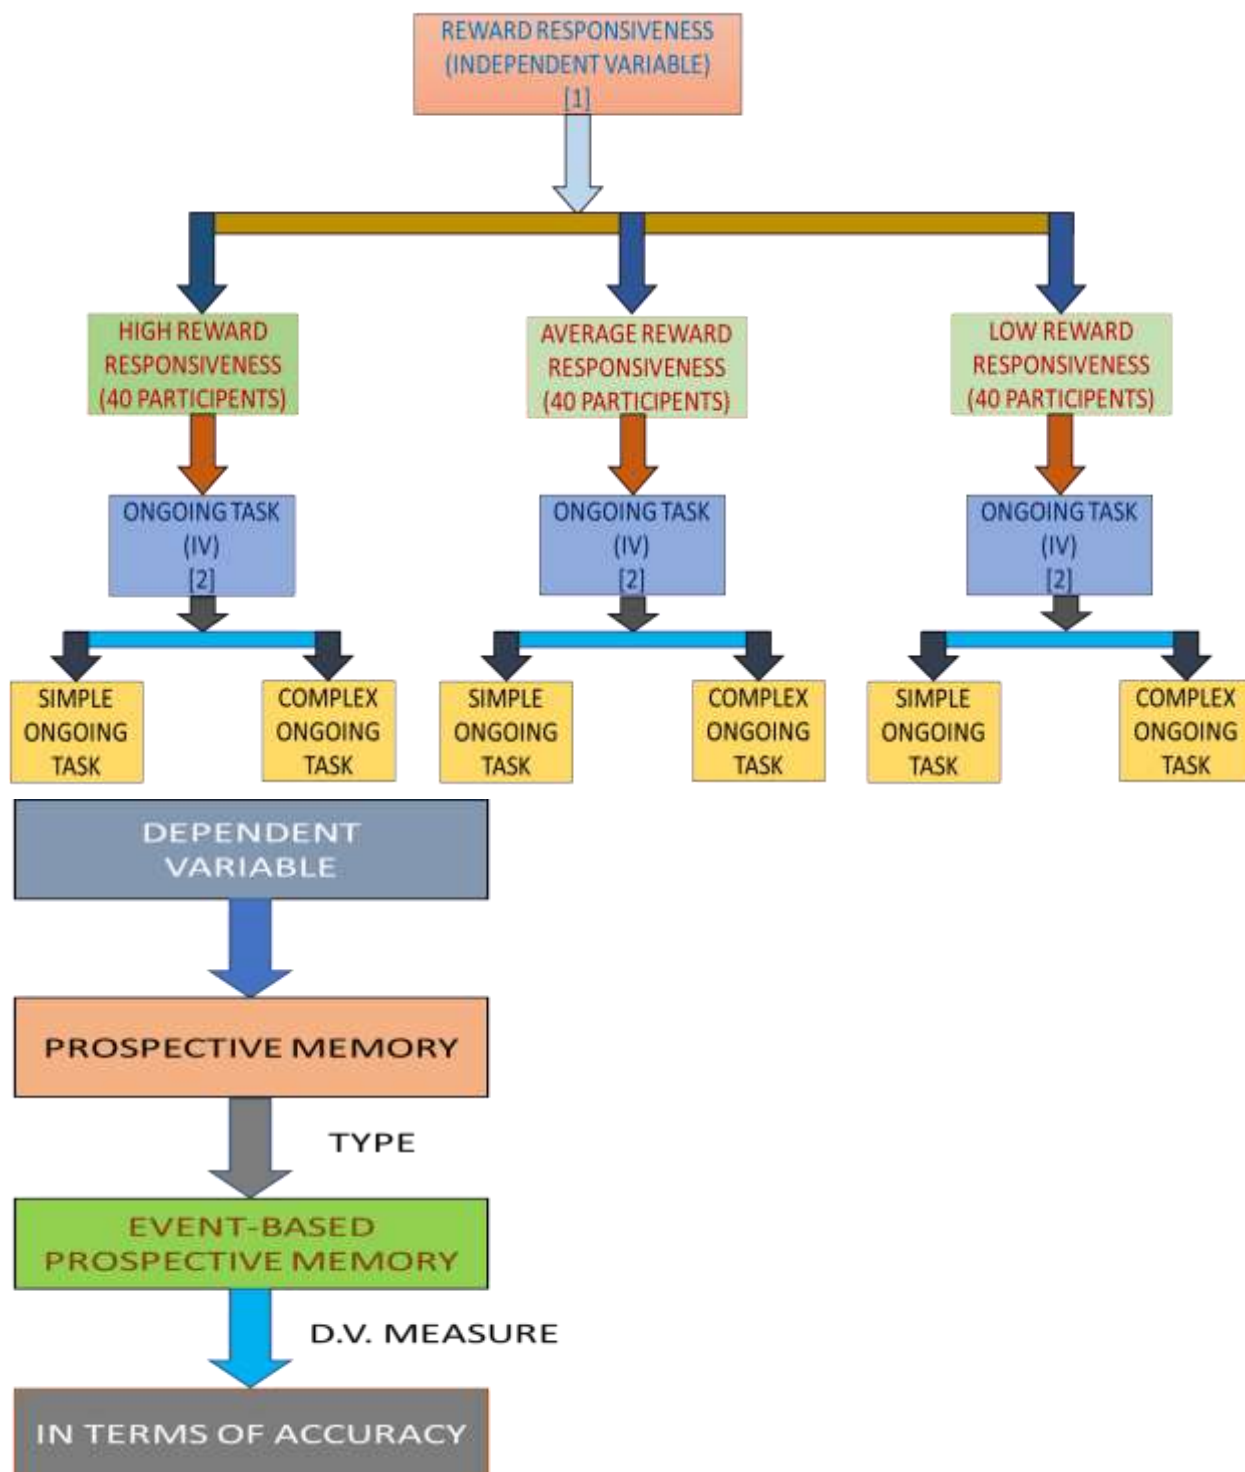 REWARD RESPONSIVENESS
(INDEPENDENT VARIABLE)
[1]
HIGH REWARD
RESPONSIVENESS
(40 PARTICIPENTS)
AVERAGE REWARD
RESPONSIVENESS
(40 PARTICIPENTS)
LOW REWARD
RESPONSIVENESS
(40 PARTICIPENTS)
ONGOING TASK
(IV)
[2]
ONGOING TASK
(IV)
[2]
ONGOING TASK
(IV)
[2]
SIMPLE
ONGOING
TASK
COMPLEX
ONGOING
TASK
SIMPLE
ONGOING
TASK
COMPLEX
ONGOING
TASK
SIMPLE
ONGOING
TASK
COMPLEX
ONGOING
TASK
DEPENDENT
VARIABLE
PROSPECTIVE MEMORY
TYPE
EVENT-BASED
PROSPECTIVE MEMORY
D.V. MEASURE
IN TERMS OF ACCURACY